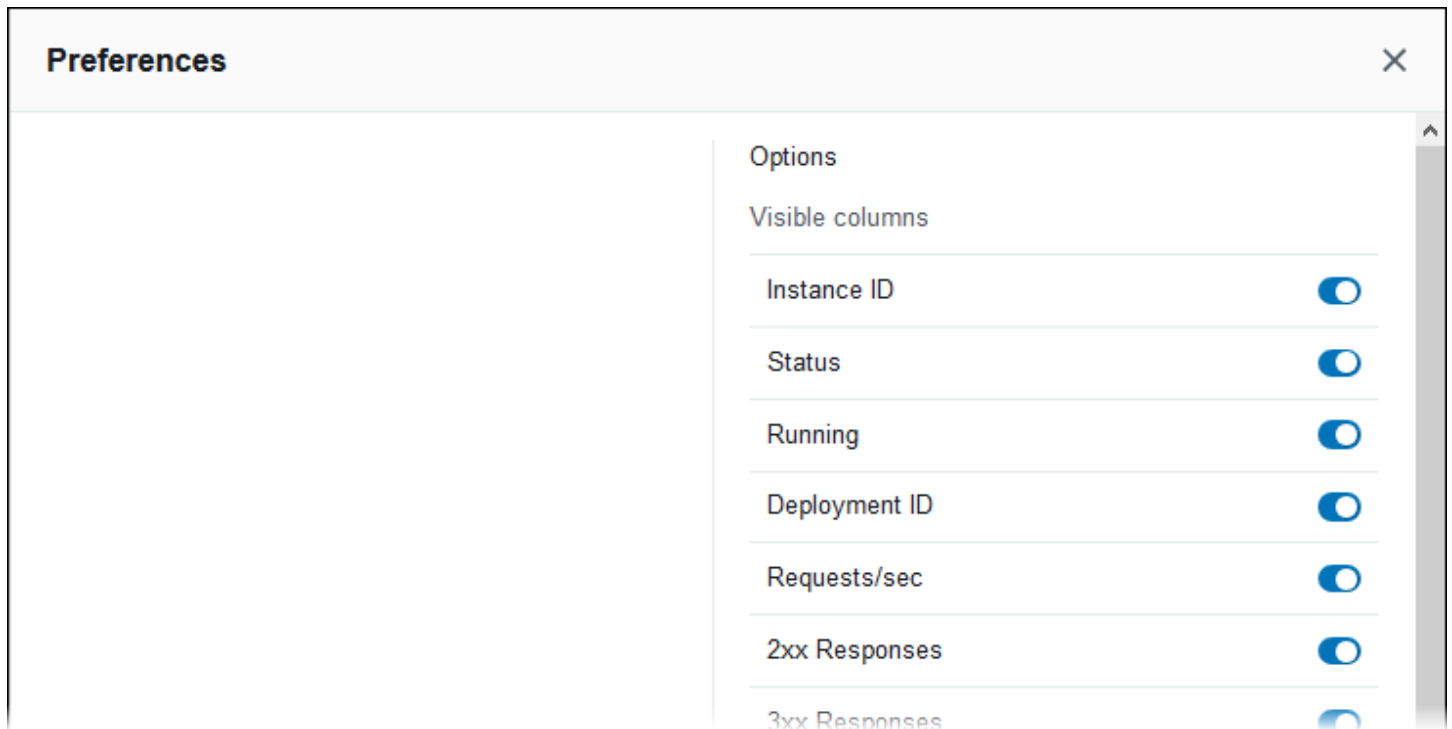 Preferences
Options
Visible columns
Instance ID
Status
Running
Deployment ID
Requests/sec
2xx Responses
3xx Responses